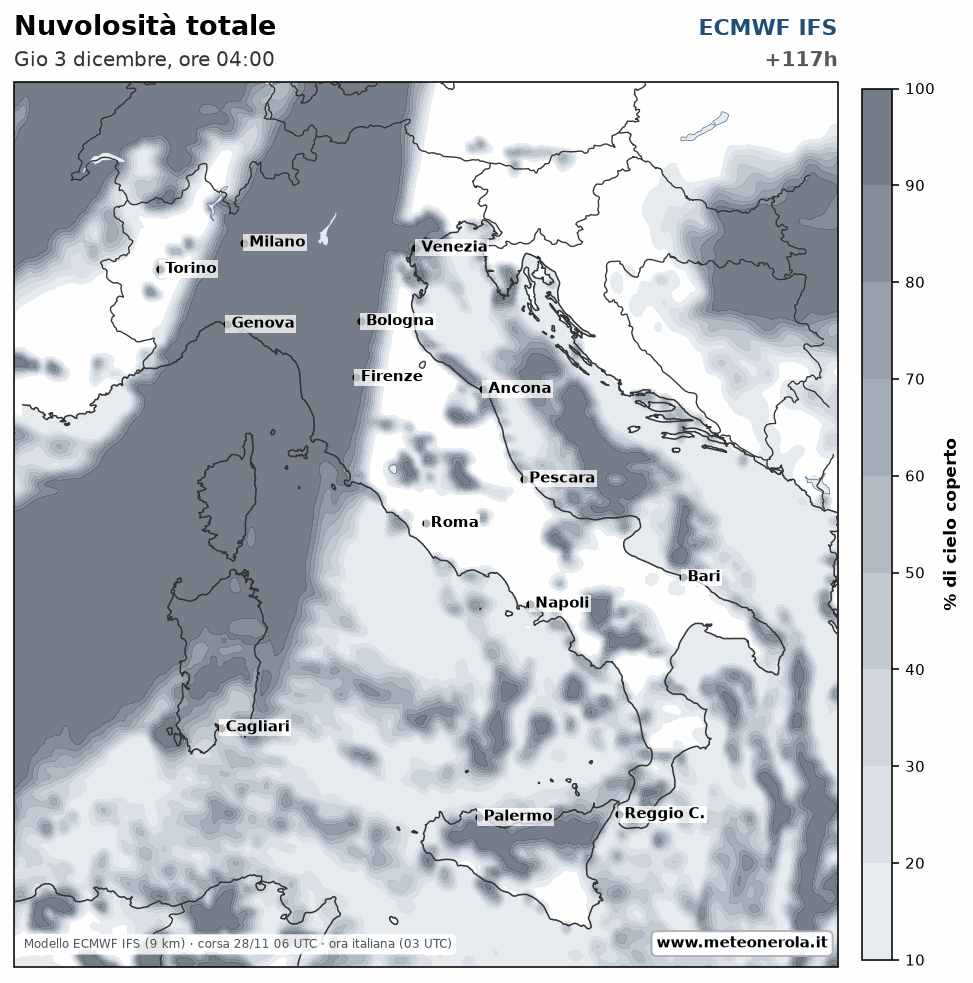 Nuvolosità totale
ECMWF IFS
Gio 3 dicembre, ore 04:00
+117h
Milano
Venezia
Torino
Genova
Bologna
Firenze
Ancona
Pescara
Roma
Bari
Napoli
Cagliari
Palermo
Reggio C.
100
90
80
70
60
50
40
30
20
10
% di cielo coperto
Modello ECMWF IFS (9 km) · corsa 28/11 06 UTC · ora italiana (03 UTC)
www.meteonerola.it